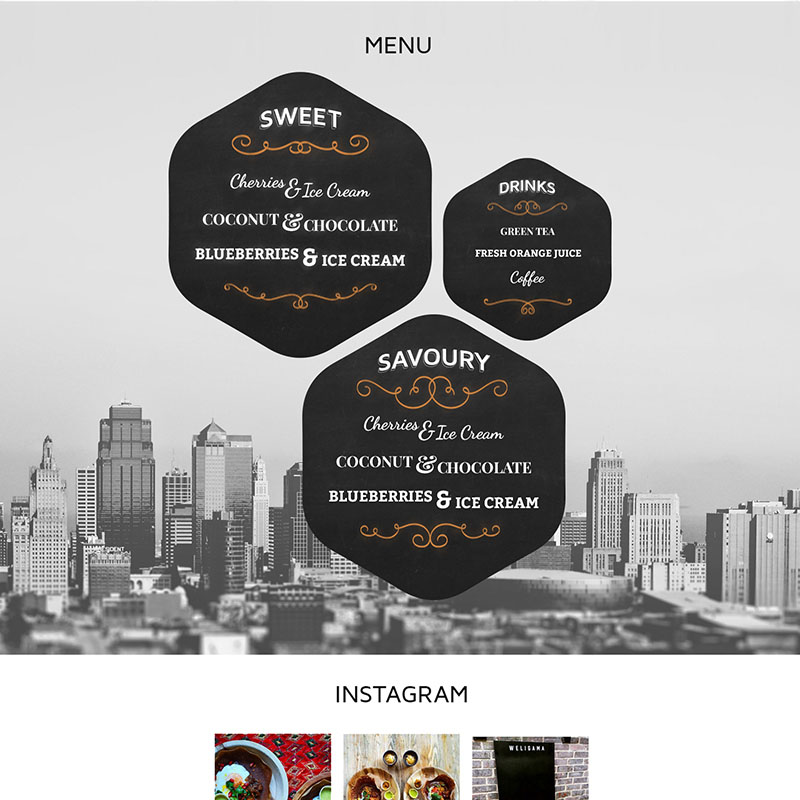 MENU
SWEET
Cherries & Ice Cream
COCONUT & CHOCOLATE
BLUEBERRIES & ICE CREAM
DRINKS
GREEN TEA
FRESH ORANGE JUICE
Coffee
SAVOURY
Cherries & Ice Cream
COCONUT & CHOCOLATE
BLUEBERRIES & ICE CREAM
INSTAGRAM
WELIGAMA